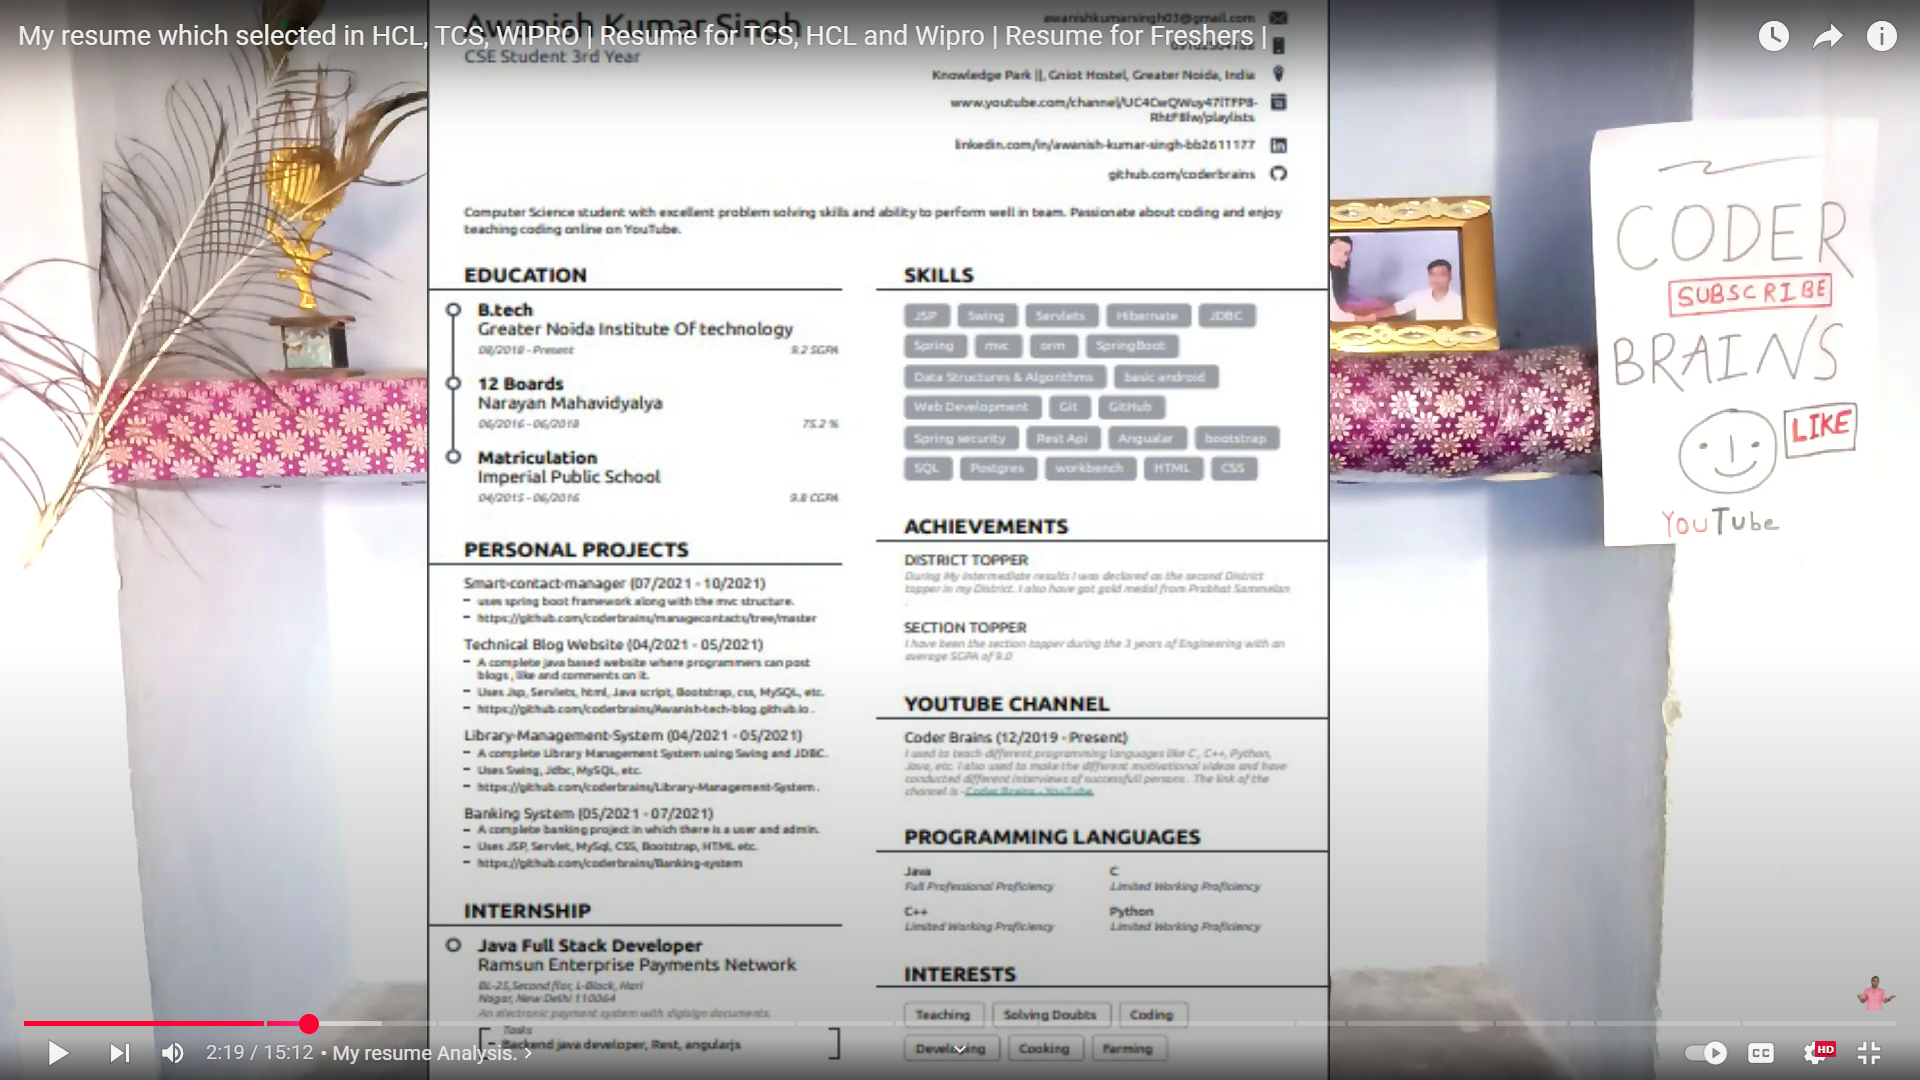 My resume which selected in HCL, TCS, WIPRO | Resume for TCS, HCL and Wipro | Resume for Freshers |
Awanish Kumar Singh
CSE Student 3rd Year
awanishkumarsingh03@gmail.com
Knowledge Park ||, Gniot Hostel, Greater Noida, India
linkedin.com/in/awanish-kumar-singh-bb2611177
github.com/coderbrains
Computer Science student with excellent problem solving skills and ability to perform well in team. Passionate about coding and enjoy
teaching coding online on YouTube.
EDUCATION
B.tech
Greater Noida Institute Of technology
08/2018 - Present 9.2 SGPA
12 Boards
Narayan Mahavidyalya
06/2016 - 06/2018 75.2 %
Matriculation
Imperial Public School
04/2015 - 06/2016 9.8 CGPA
PERSONAL PROJECTS
Smart-contact-manager (07/2021 - 10/2021)
- uses spring boot framework along with the mvc structure.
- https://github.com/coderbrains/managecontacts/tree/master
Technical Blog Website (04/2021 - 05/2021)
- A complete java based website where programmers can post
blogs , like and comments on it.
- Uses Jsp, Servlets, html, Java script, Bootstrap, css, MySQL, etc.
- https://github.com/coderbrains/Awanish-tech-blog.github.io .
Library-Management-System (04/2021 - 05/2021)
- A complete Library Management System using Swing and JDBC.
- Uses Swing, Jdbc, MySQL, etc.
- https://github.com/coderbrains/Library-Management-System .
Banking System (05/2021 - 07/2021)
- A complete banking project in which there is a user and admin.
- Uses JSP, Servlet, MySql, CSS, Bootstrap, HTML etc.
- https://github.com/coderbrains/Banking-system
INTERNSHIP
Java Full Stack Developer
Ramsun Enterprise Payments Network
BL-25,Second flor, L-Block, Hari
Nagar, New Delhi 110064
An electronic payment system with digisign documents.
Tasks
- Backend java developer, Rest, angularjs
SKILLS
JSP Swing Servlets Hibernate JDBC
Spring mvc orm SpringBoot
Data Structures & Algorithms basic android
Web Development Git GitHub
Spring security Rest Api Angualar bootstrap
SQL Postgres workbench HTML CSS
ACHIEVEMENTS
DISTRICT TOPPER
During My intermediate results I was declared as the second District
topper in my District. I also have got gold medal from Prabhat Sammelan
.
SECTION TOPPER
I have been the section topper during the 3 years of Engineering with an
average SGPA of 9.0
YOUTUBE CHANNEL
Coder Brains (12/2019 - Present)
I used to teach different programming languages like C , C++, Python,
Java, etc. I also used to make the different motivational videos and have
conducted different interviews of successfull persons . The link of the
channel is -Coder Brains - YouTube.
PROGRAMMING LANGUAGES
Java C
Full Professional Proficiency Limited Working Proficiency
C++ Python
Limited Working Proficiency Limited Working Proficiency
INTERESTS
Teaching Solving Doubts Coding
Developing Cooking Farming
CODER
SUBSCRIBE
BRAINS
LIKE
YouTube
2:19 / 15:12 • My resume Analysis. >
CC HD